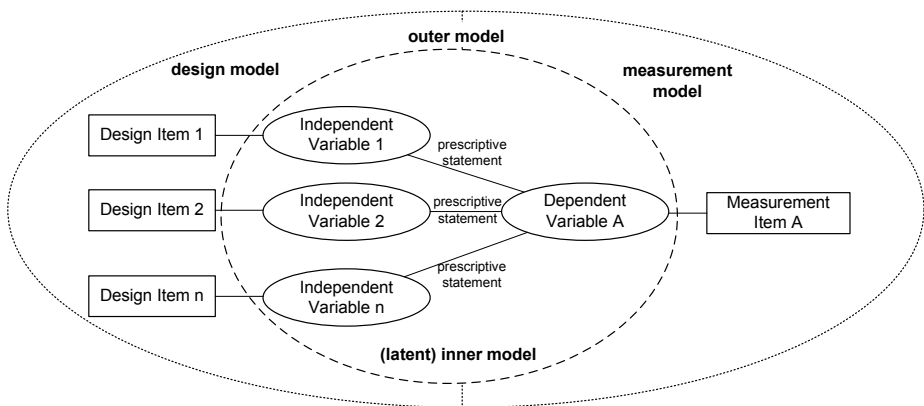 outer model
design model
measurement
model
Design Item 1
Independent
Variable 1
prescriptive
statement
Design Item 2
Independent
Variable 2
prescriptive
statement
Dependent
Variable A
Measurement
Item A
prescriptive
statement
Design Item n
Independent
Variable n
(latent) inner model